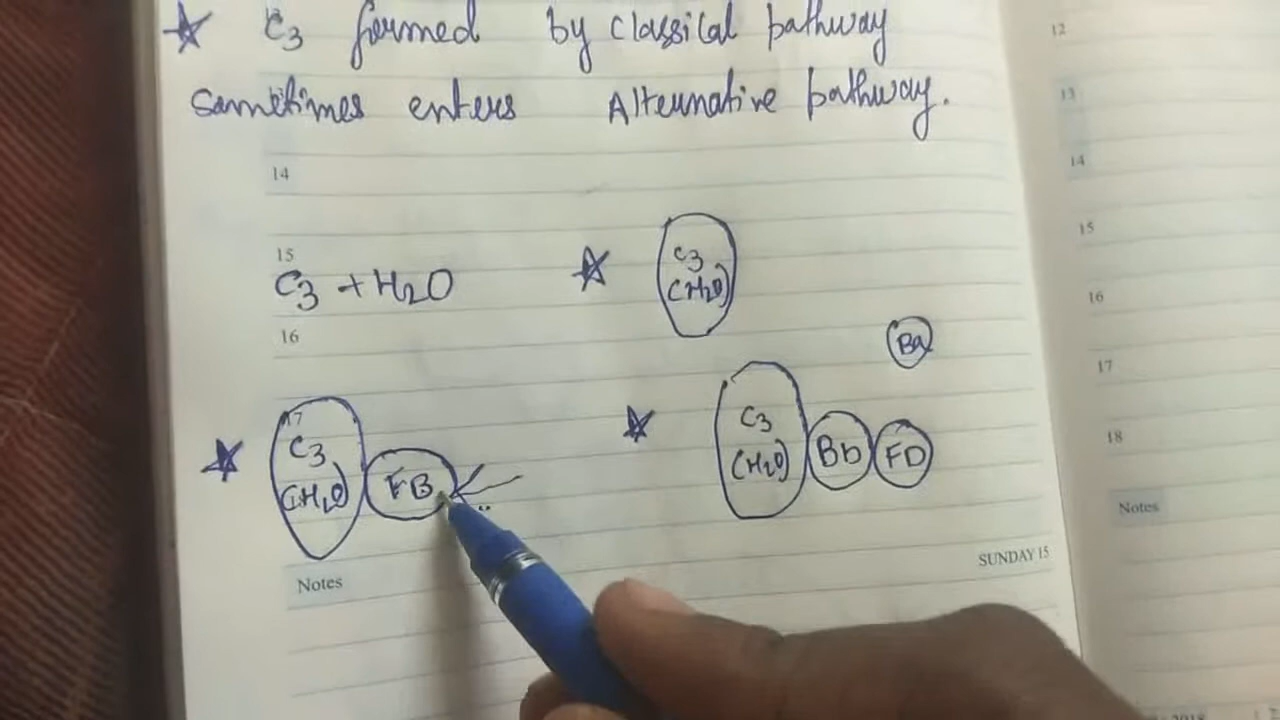 C3 formed by classical pathway
sometimes enters Alternative pathway.
12
13
14
14
15
15
C3 + H2O
C3
(H2O)
16
16
Ba
17
17
C3
(H2O)
FB
C3
(H2O)
Bb
FD
18
Notes
Notes
SUNDAY 15